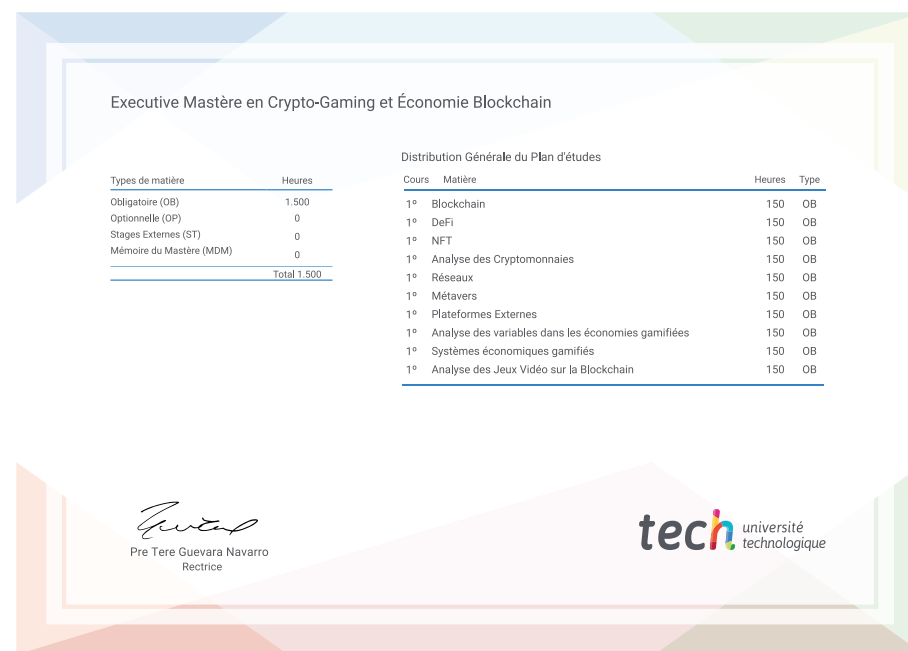 Executive Mastère en Crypto-Gaming et Économie Blockchain
Types de matière Heures
Obligatoire (OB) 1.500
Optionnelle (OP) 0
Stages Externes (ST) 0
Mémoire du Mastère (MDM) 0
Total 1.500
Distribution Générale du Plan d'études
Cours Matière Heures Type
1º Blockchain 150 OB
1º DeFi 150 OB
1º NFT 150 OB
1º Analyse des Cryptomonnaies 150 OB
1º Réseaux 150 OB
1º Métavers 150 OB
1º Plateformes Externes 150 OB
1º Analyse des variables dans les économies gamifiées 150 OB
1º Systèmes économiques gamifiés 150 OB
1º Analyse des Jeux Vidéo sur la Blockchain 150 OB
Pre Tere Guevara Navarro
Rectrice
tech université
technologique